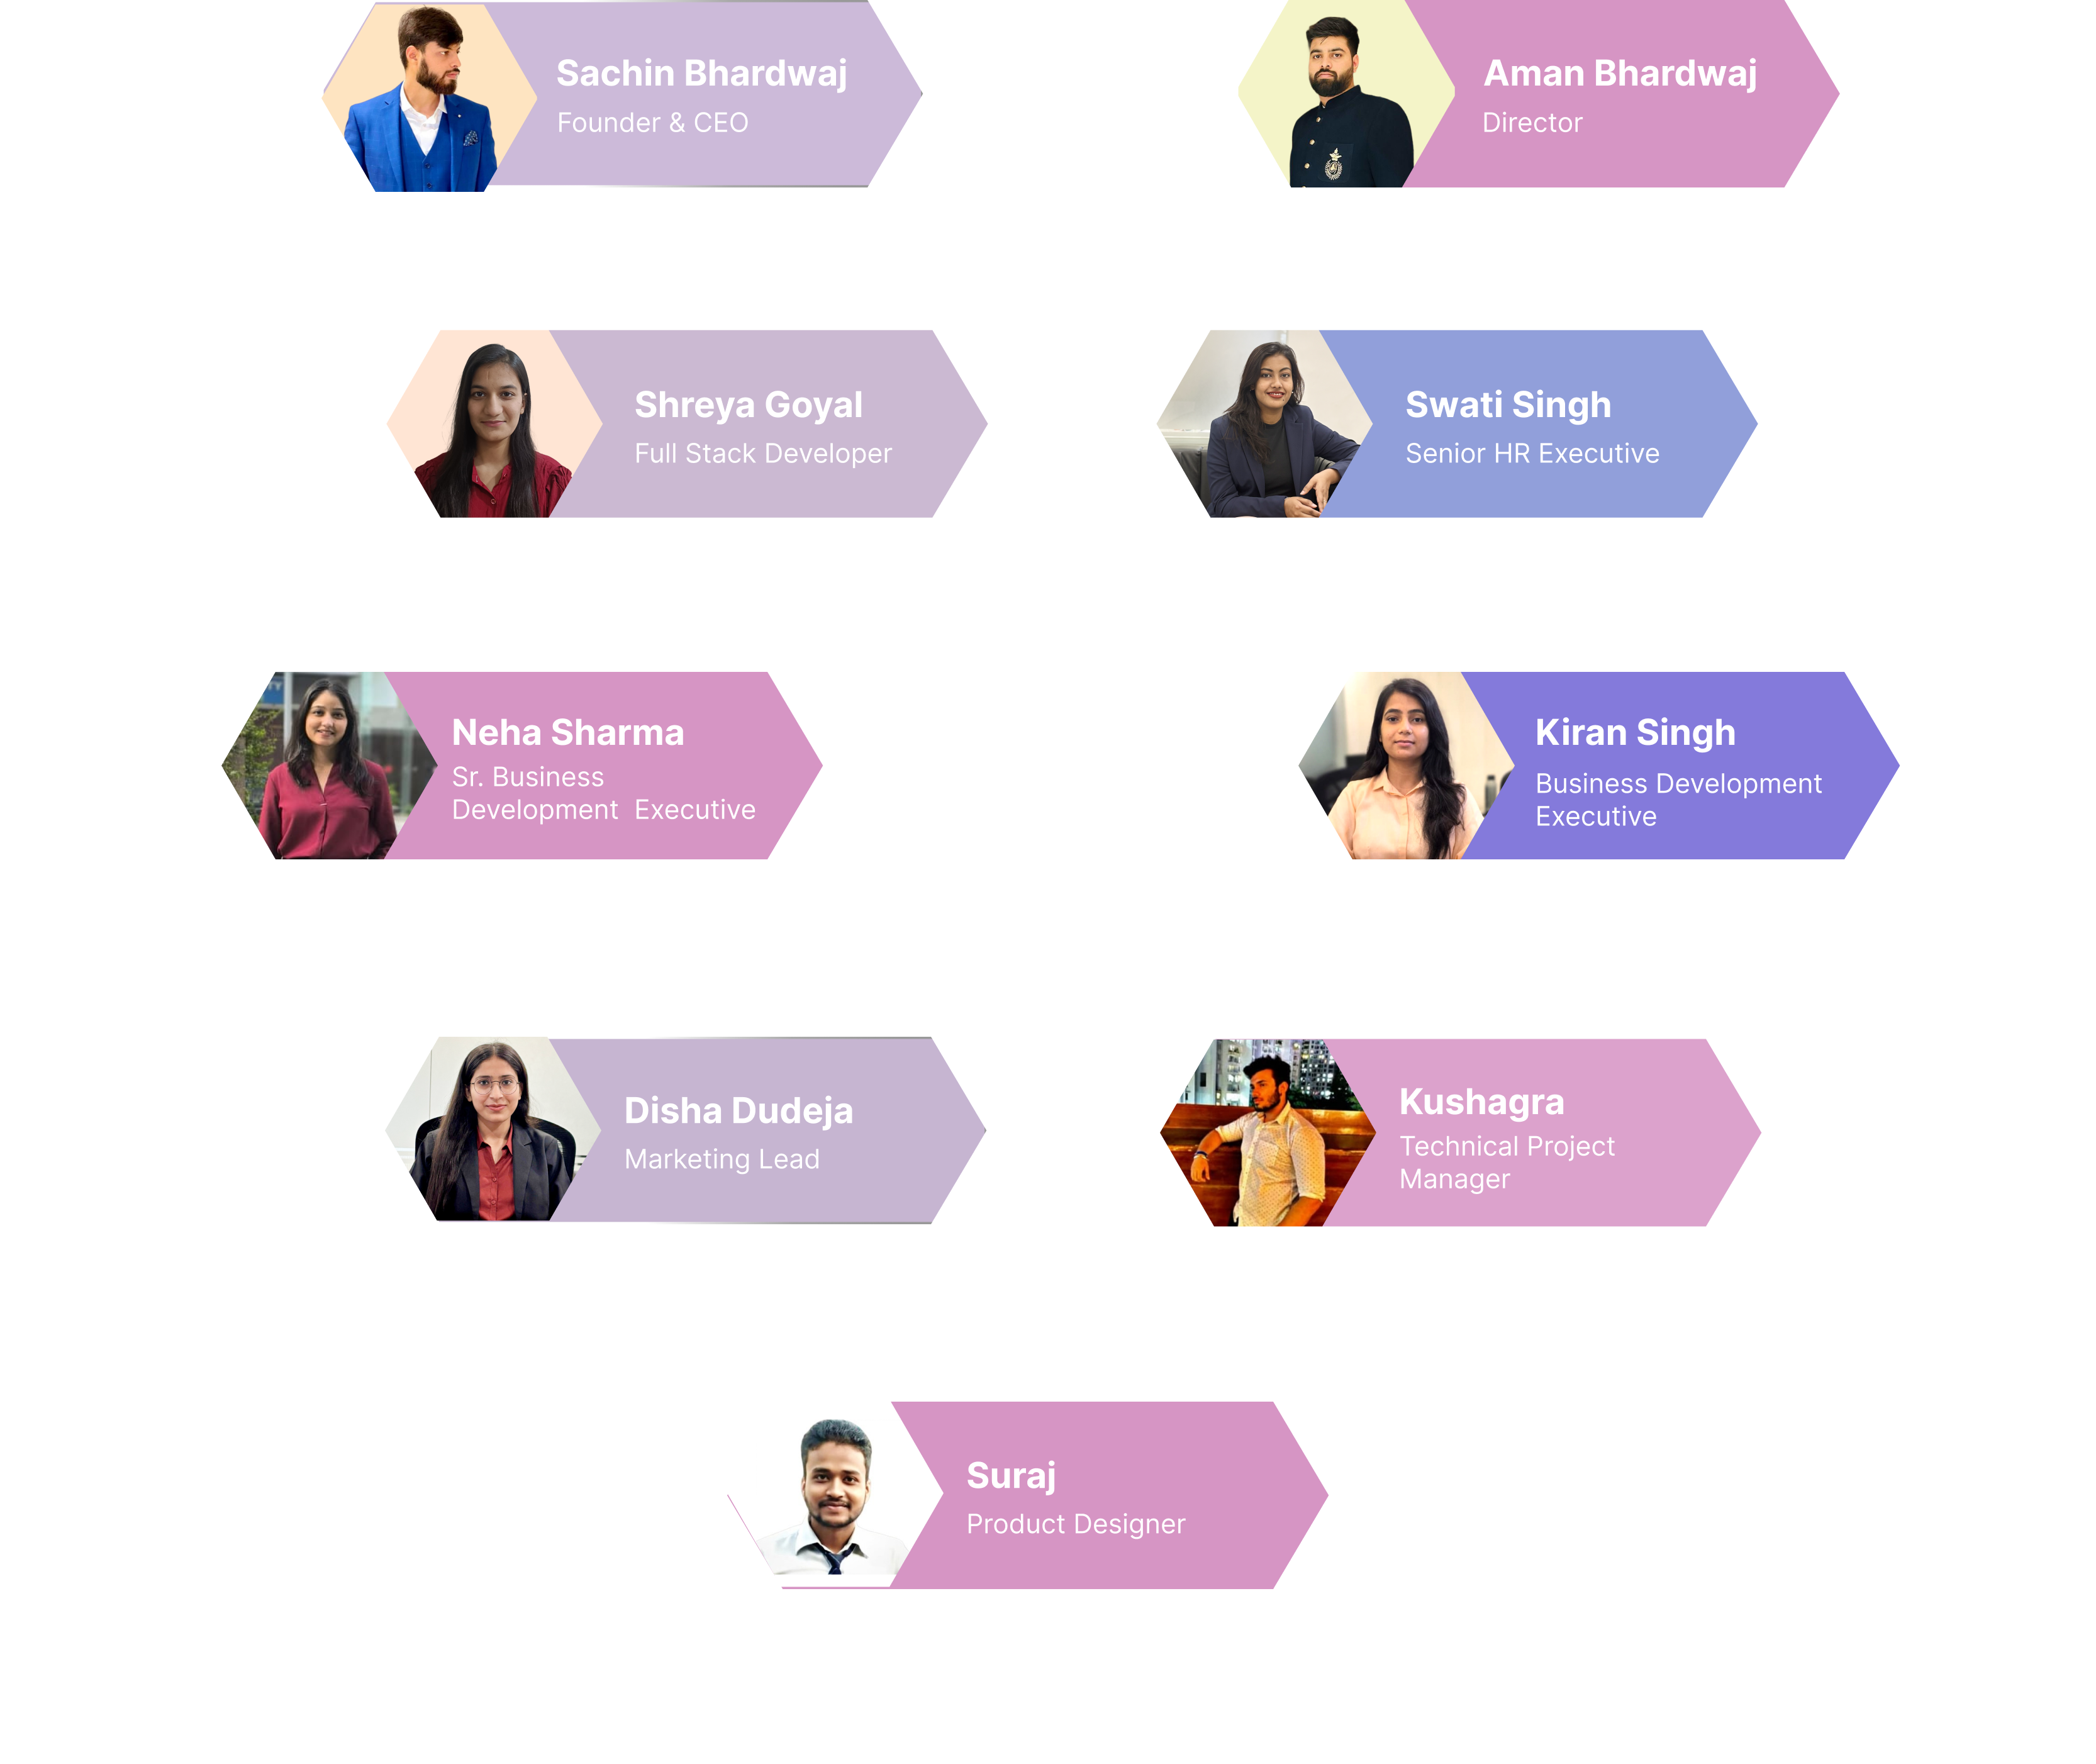 Sachin Bhardwaj
Founder & CEO
Aman Bhardwaj
Director
Shreya Goyal
Full Stack Developer
Swati Singh
Senior HR Executive
Neha Sharma
Sr. Business
Development  Executive
Kiran Singh
Business Development
Executive
Disha Dudeja
Marketing Lead
Kushagra
Technical Project
Manager
Suraj
Product Designer